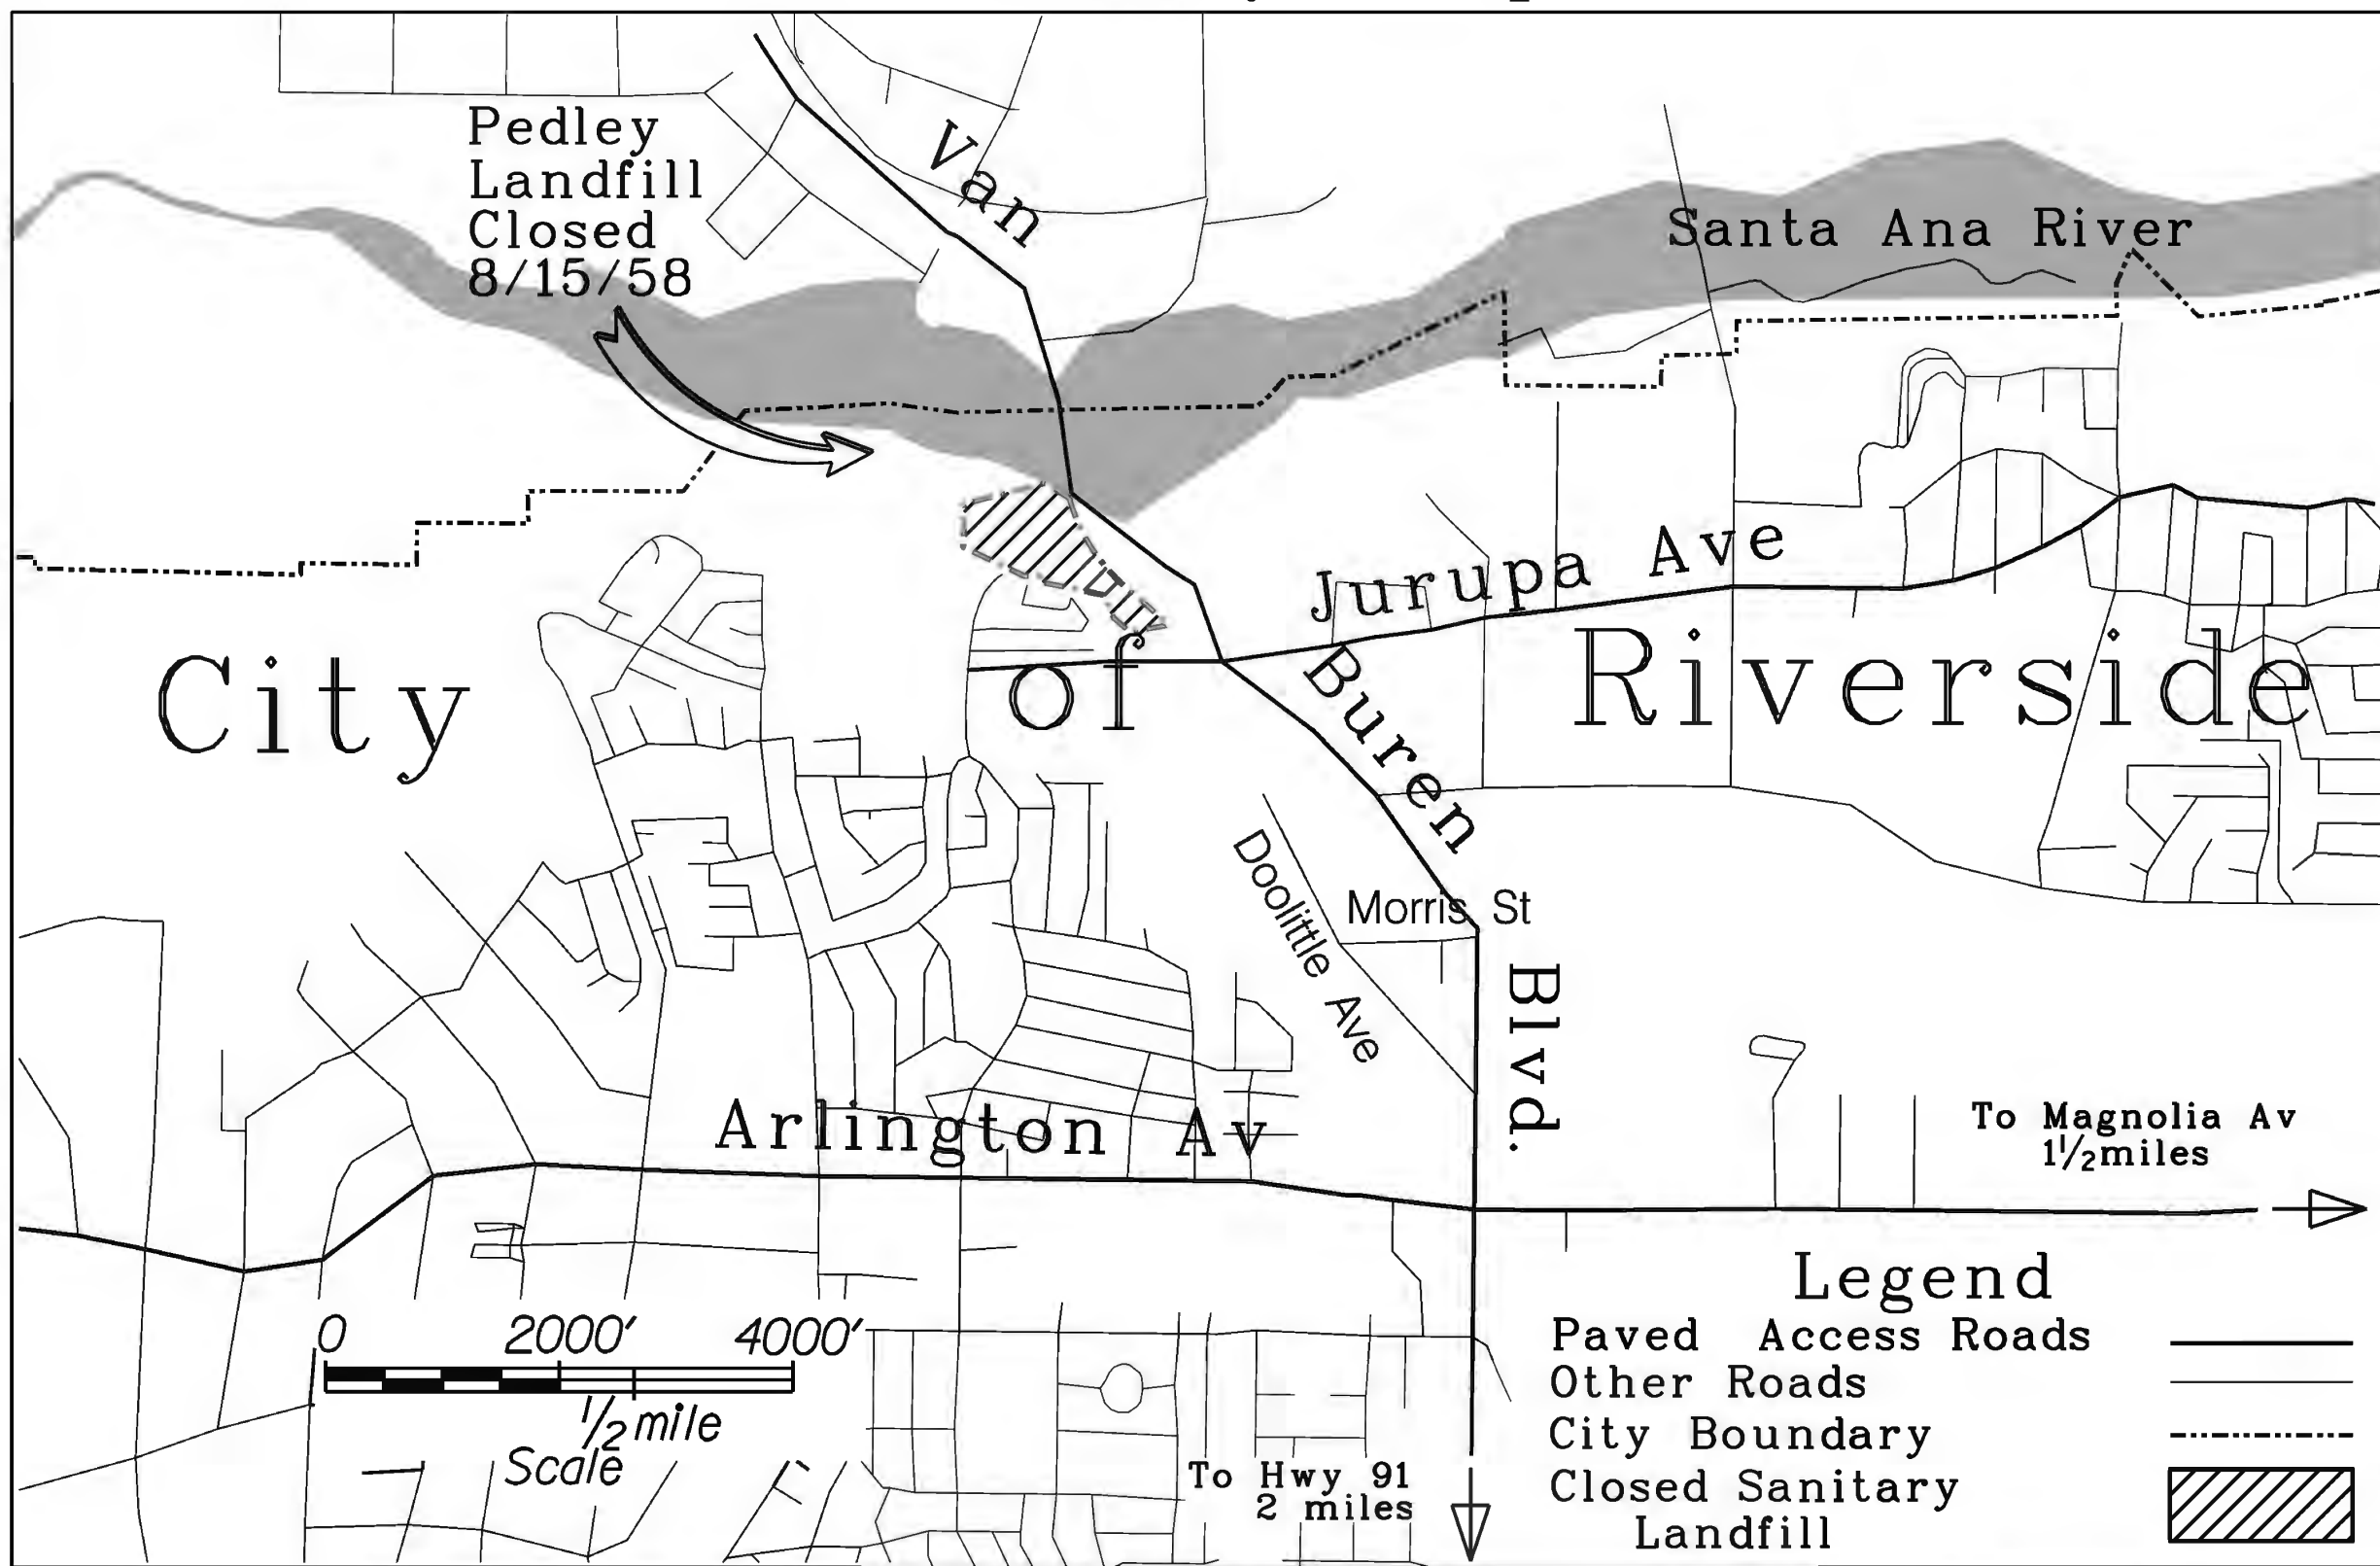 Pedley
Landfill
Closed
8/15/58
Van
Santa Ana River
Jurupa Ave
City of Riverside
Buren
Doolittle Ave
Morris St
Blvd.
Arlington Av
To Magnolia Av
1½miles
Legend
Paved Access Roads
Other Roads
City Boundary
Closed Sanitary
Landfill
0 2000' 4000'
½ mile
Scale
To Hwy 91
2 miles